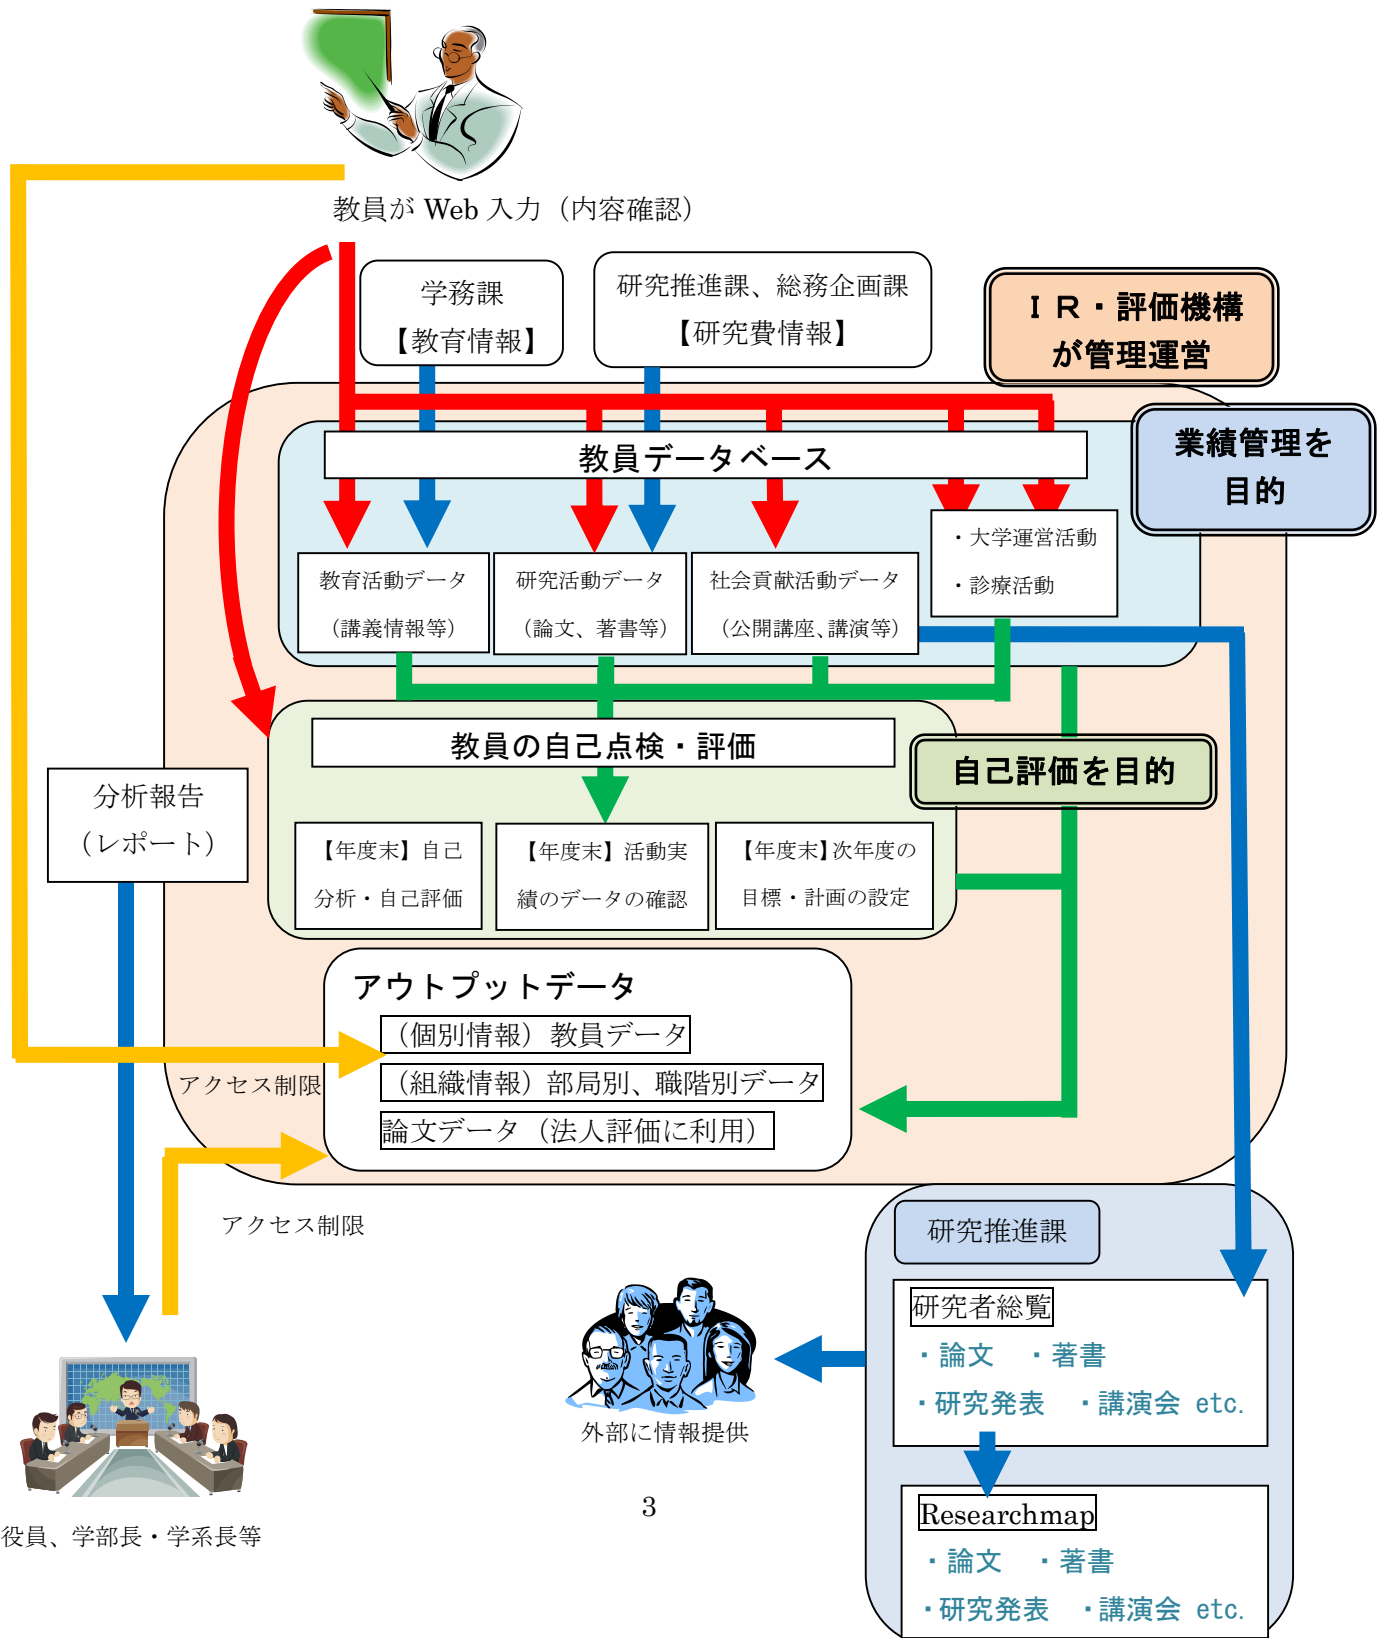 教員が Web 入力（内容確認）
学務課
【教育情報】
研究推進課、総務企画課
【研究費情報】
ＩＲ・評価機構
が管理運営
業績管理を
目的
教員データベース
教育活動データ
（講義情報等）
研究活動データ
（論文、著書等）
社会貢献活動データ
（公開講座、講演等）
・大学運営活動
・診療活動
教員の自己点検・評価
自己評価を目的
【年度末】自己
分析・自己評価
【年度末】活動実
績のデータの確認
【年度末】次年度の
目標・計画の設定
分析報告
（レポート）
アウトプットデータ
（個別情報）教員データ
（組織情報）部局別、職階別データ
論文データ（法人評価に利用）
アクセス制限
アクセス制限
研究推進課
研究者総覧
・論文　・著書
・研究発表　・講演会 etc.
Researchmap
・論文　・著書
・研究発表　・講演会 etc.
外部に情報提供
役員、学部長・学系長等
3